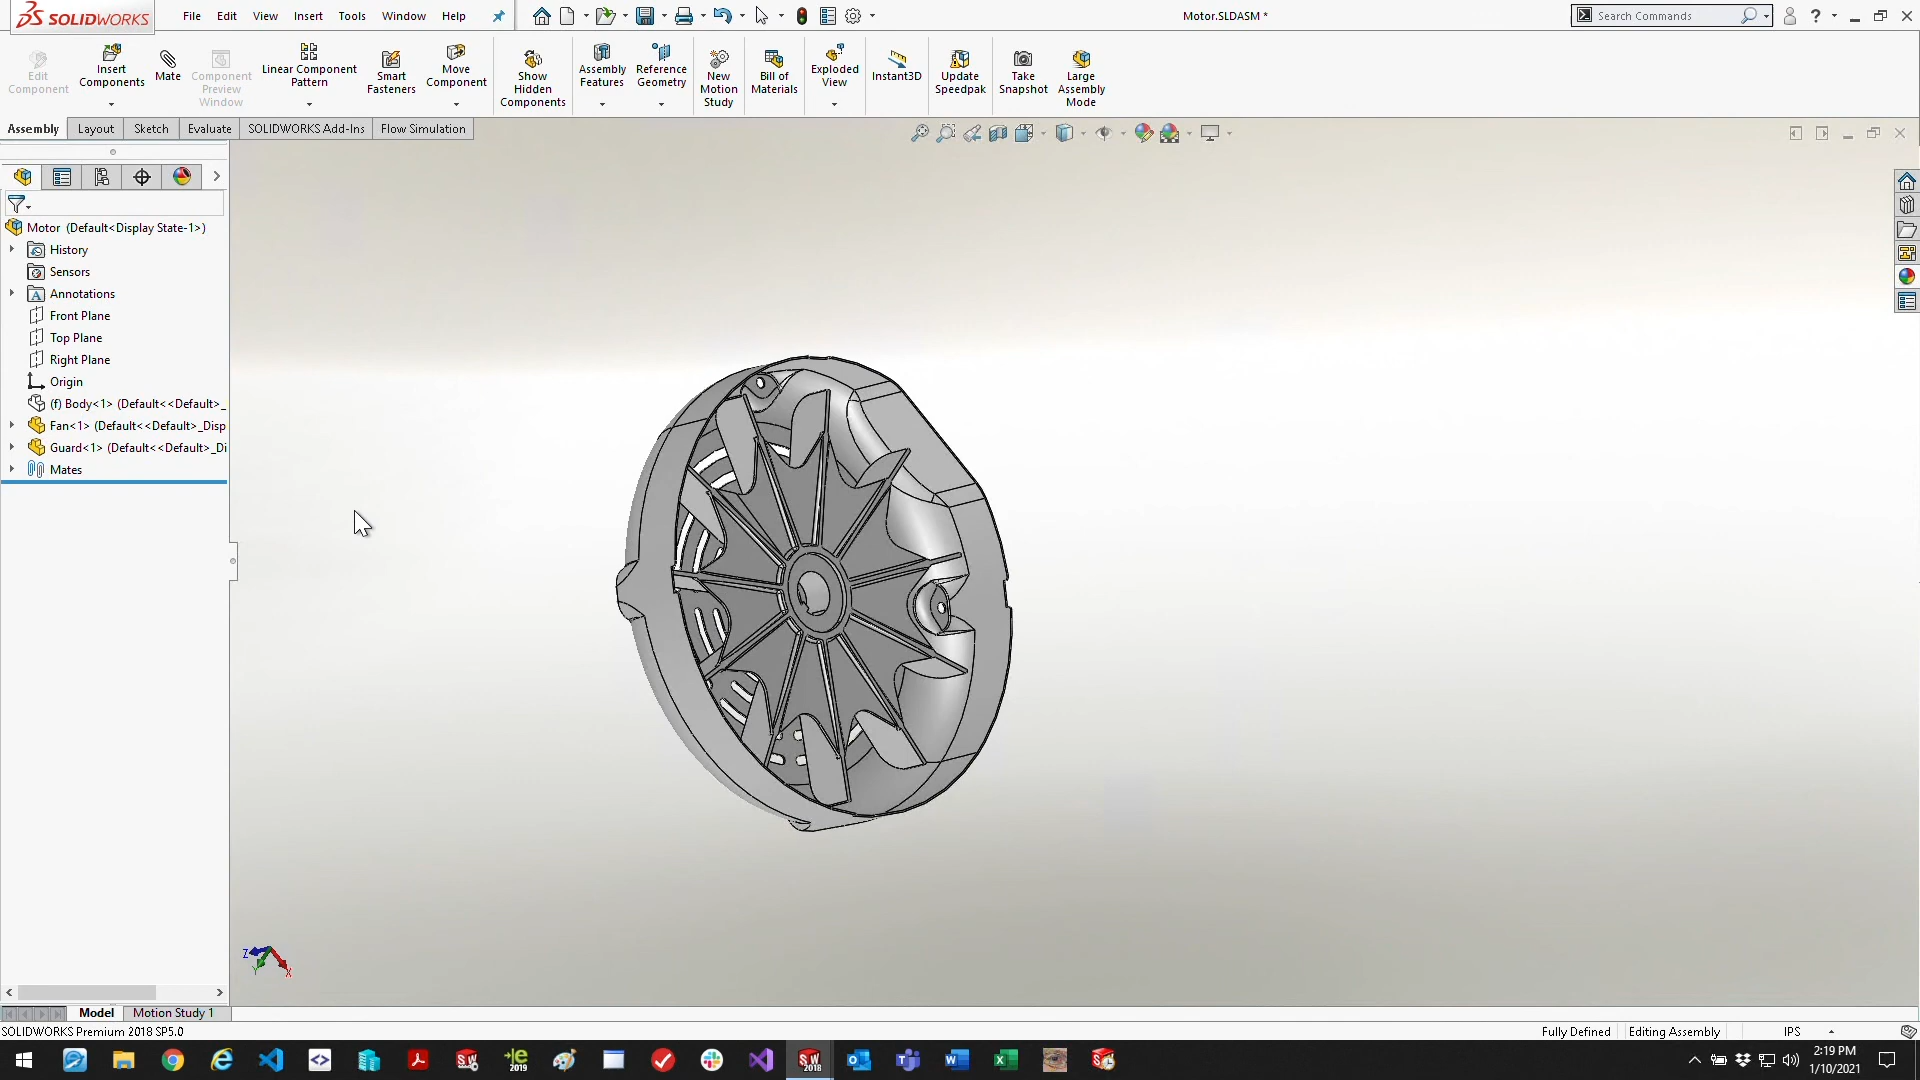 SOLIDWORKS File Edit View Insert Tools Window Help Motor.SLDASM * Search Commands ?
Edit Component
Insert Components
Mate
Component Preview Window
Linear Component Pattern
Smart Fasteners
Move Component
Show Hidden Components
Assembly Features
Reference Geometry
New Motion Study
Bill of Materials
Exploded View
Instant3D
Update Speedpak
Take Snapshot
Large Assembly Mode
Assembly Layout Sketch Evaluate SOLIDWORKS Add-Ins Flow Simulation
Motor (Default<Display State-1>)
History
Sensors
A Annotations
Front Plane
Top Plane
Right Plane
Origin
(f) Body<1> (Default<<Default>_
Fan<1> (Default<<Default>_Disp
Guard<1> (Default<<Default>_Di
Mates
Z Y X
Model Motion Study 1
SOLIDWORKS Premium 2018 SP5.0 Fully Defined Editing Assembly IPS
SW e 2019 SW 2018 W X SW 2:19 PM
1/10/2021